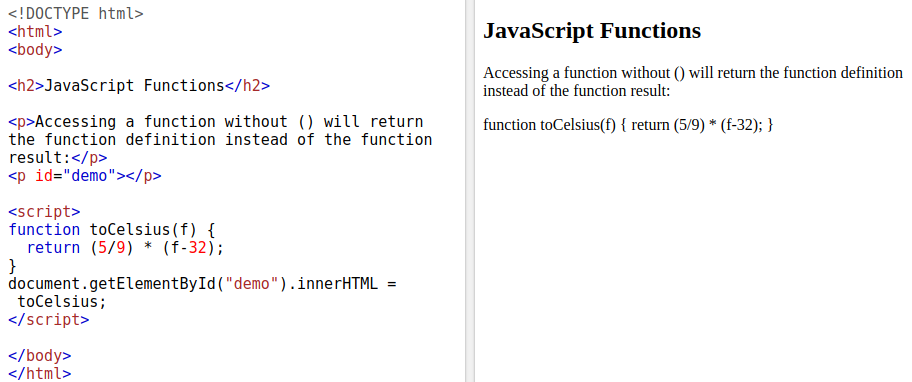 <!DOCTYPE html>
<html>
<body>
<h2>JavaScript Functions</h2>
<p>Accessing a function without () will return
the function definition instead of the function
result:</p>
<p id="demo"></p>
<script>
function toCelsius(f) {
  return (5/9) * (f-32);
}
document.getElementById("demo").innerHTML =
 toCelsius;
</script>
</body>
</html>
JavaScript Functions
Accessing a function without () will return the function definition
instead of the function result:
function toCelsius(f) { return (5/9) * (f-32); }